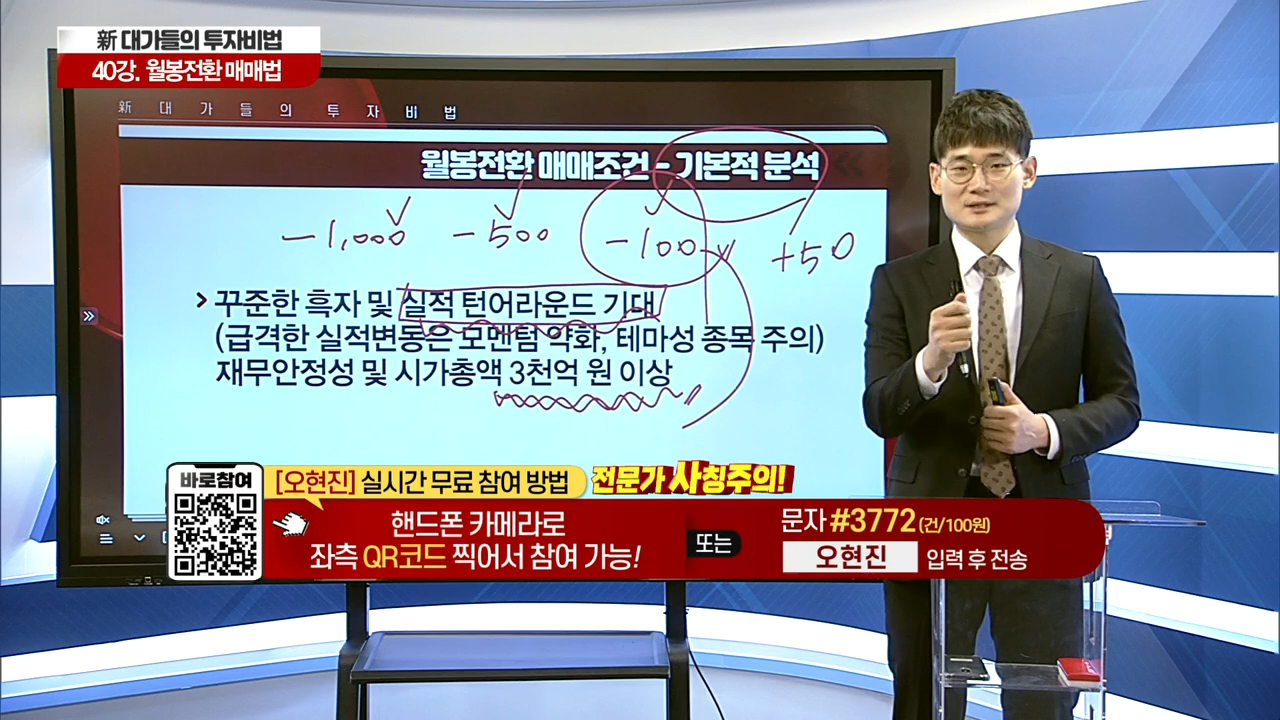 新 대가들의 투자비법
40강. 월봉전환 매매법
新 대 가 들 의 투 자 비 법
월봉전환 매매조건 - 기본적 분석
-1,000 -500 -100 +50
꾸준한 흑자 및 실적 턴어라운드 기대
(급격한 실적변동은 모멘텀 약화, 테마성 종목 주의)
재무안정성 및 시가총액 3천억 원 이상
바로참여
[오현진] 실시간 무료 참여 방법
전문가 사칭주의!
핸드폰 카메라로
좌측 QR코드 찍어서 참여 가능!
또는
문자 #3772 (건/100원)
오현진 입력 후 전송